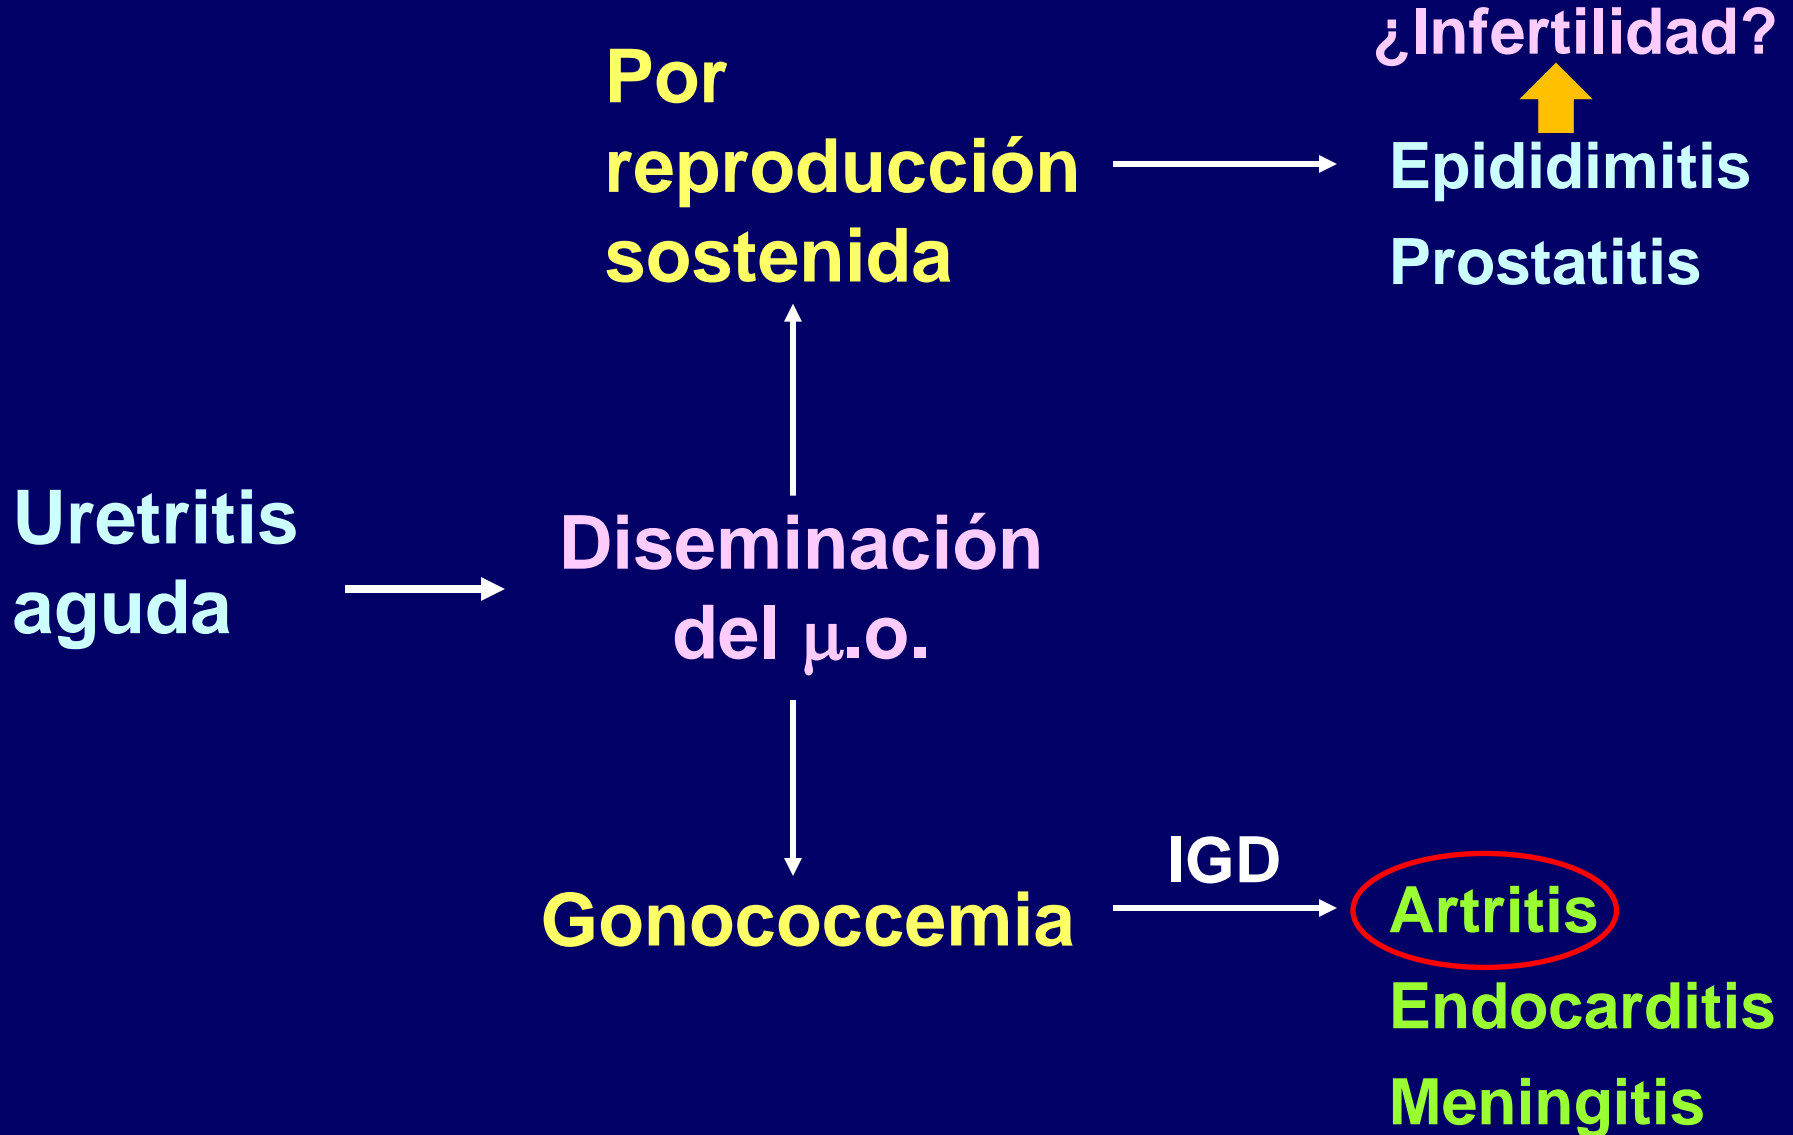 ¿Infertilidad?
Por
reproducción
sostenida
Epididimitis
Prostatitis
Uretritis
aguda
Diseminación
del μ.o.
Gonococcemia
IGD
Artritis
Endocarditis
Meningitis